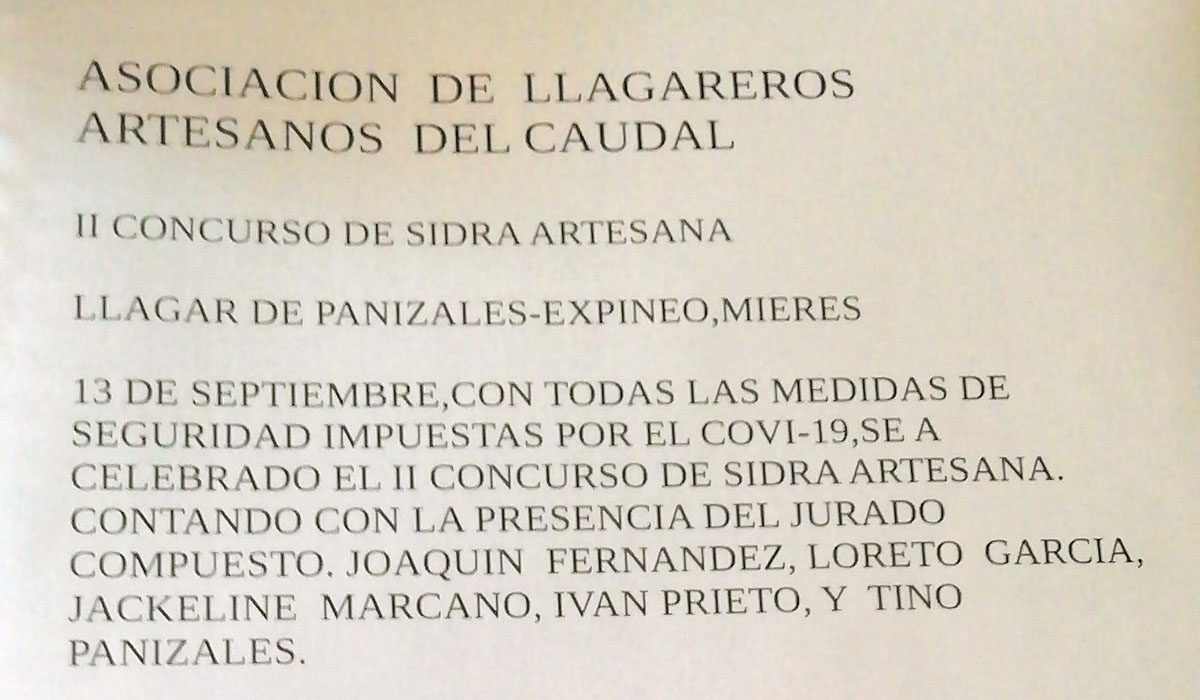 ASOCIACION DE LLAGAREROS
ARTESANOS DEL CAUDAL
II CONCURSO DE SIDRA ARTESANA
LLAGAR DE PANIZALES-EXPINEO,MIERES
13 DE SEPTIEMBRE,CON TODAS LAS MEDIDAS DE
SEGURIDAD IMPUESTAS POR EL COVI-19,SE A
CELEBRADO EL II CONCURSO DE SIDRA ARTESANA.
CONTANDO CON LA PRESENCIA DEL JURADO
COMPUESTO. JOAQUIN FERNANDEZ, LORETO GARCIA,
JACKELINE MARCANO, IVAN PRIETO, Y TINO
PANIZALES.